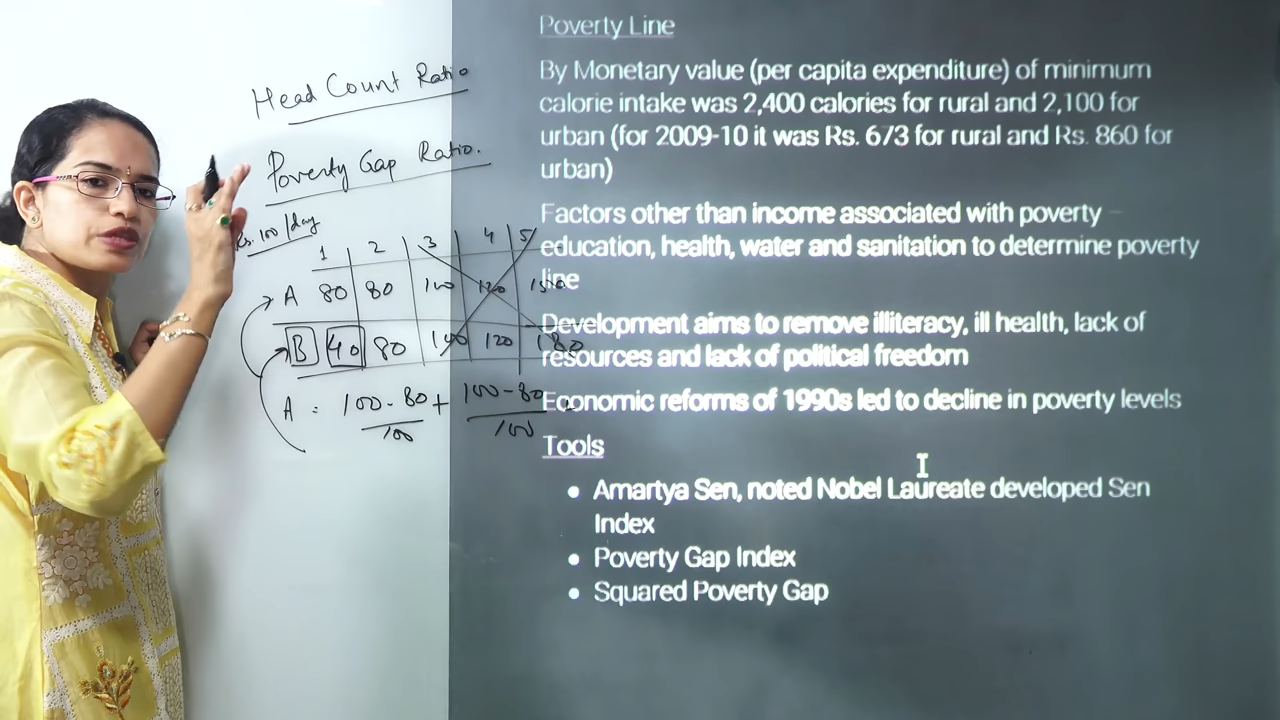 Head Count Ratio
Poverty Gap Ratio.
Rs. 100/day
1 2 3 4 5
A 80 80 100 120 150
B 40 80 100 120 180
A = 100-80/100 + 100-80/100
Poverty Line
By Monetary value (per capita expenditure) of minimum
calorie intake was 2,400 calories for rural and 2,100 for
urban (for 2009-10 it was Rs. 673 for rural and Rs. 860 for
urban)
Factors other than income associated with poverty –
education, health, water and sanitation to determine poverty
line
Development aims to remove illiteracy, ill health, lack of
resources and lack of political freedom
Economic reforms of 1990s led to decline in poverty levels
Tools
• Amartya Sen, noted Nobel Laureate developed Sen
Index
• Poverty Gap Index
• Squared Poverty Gap